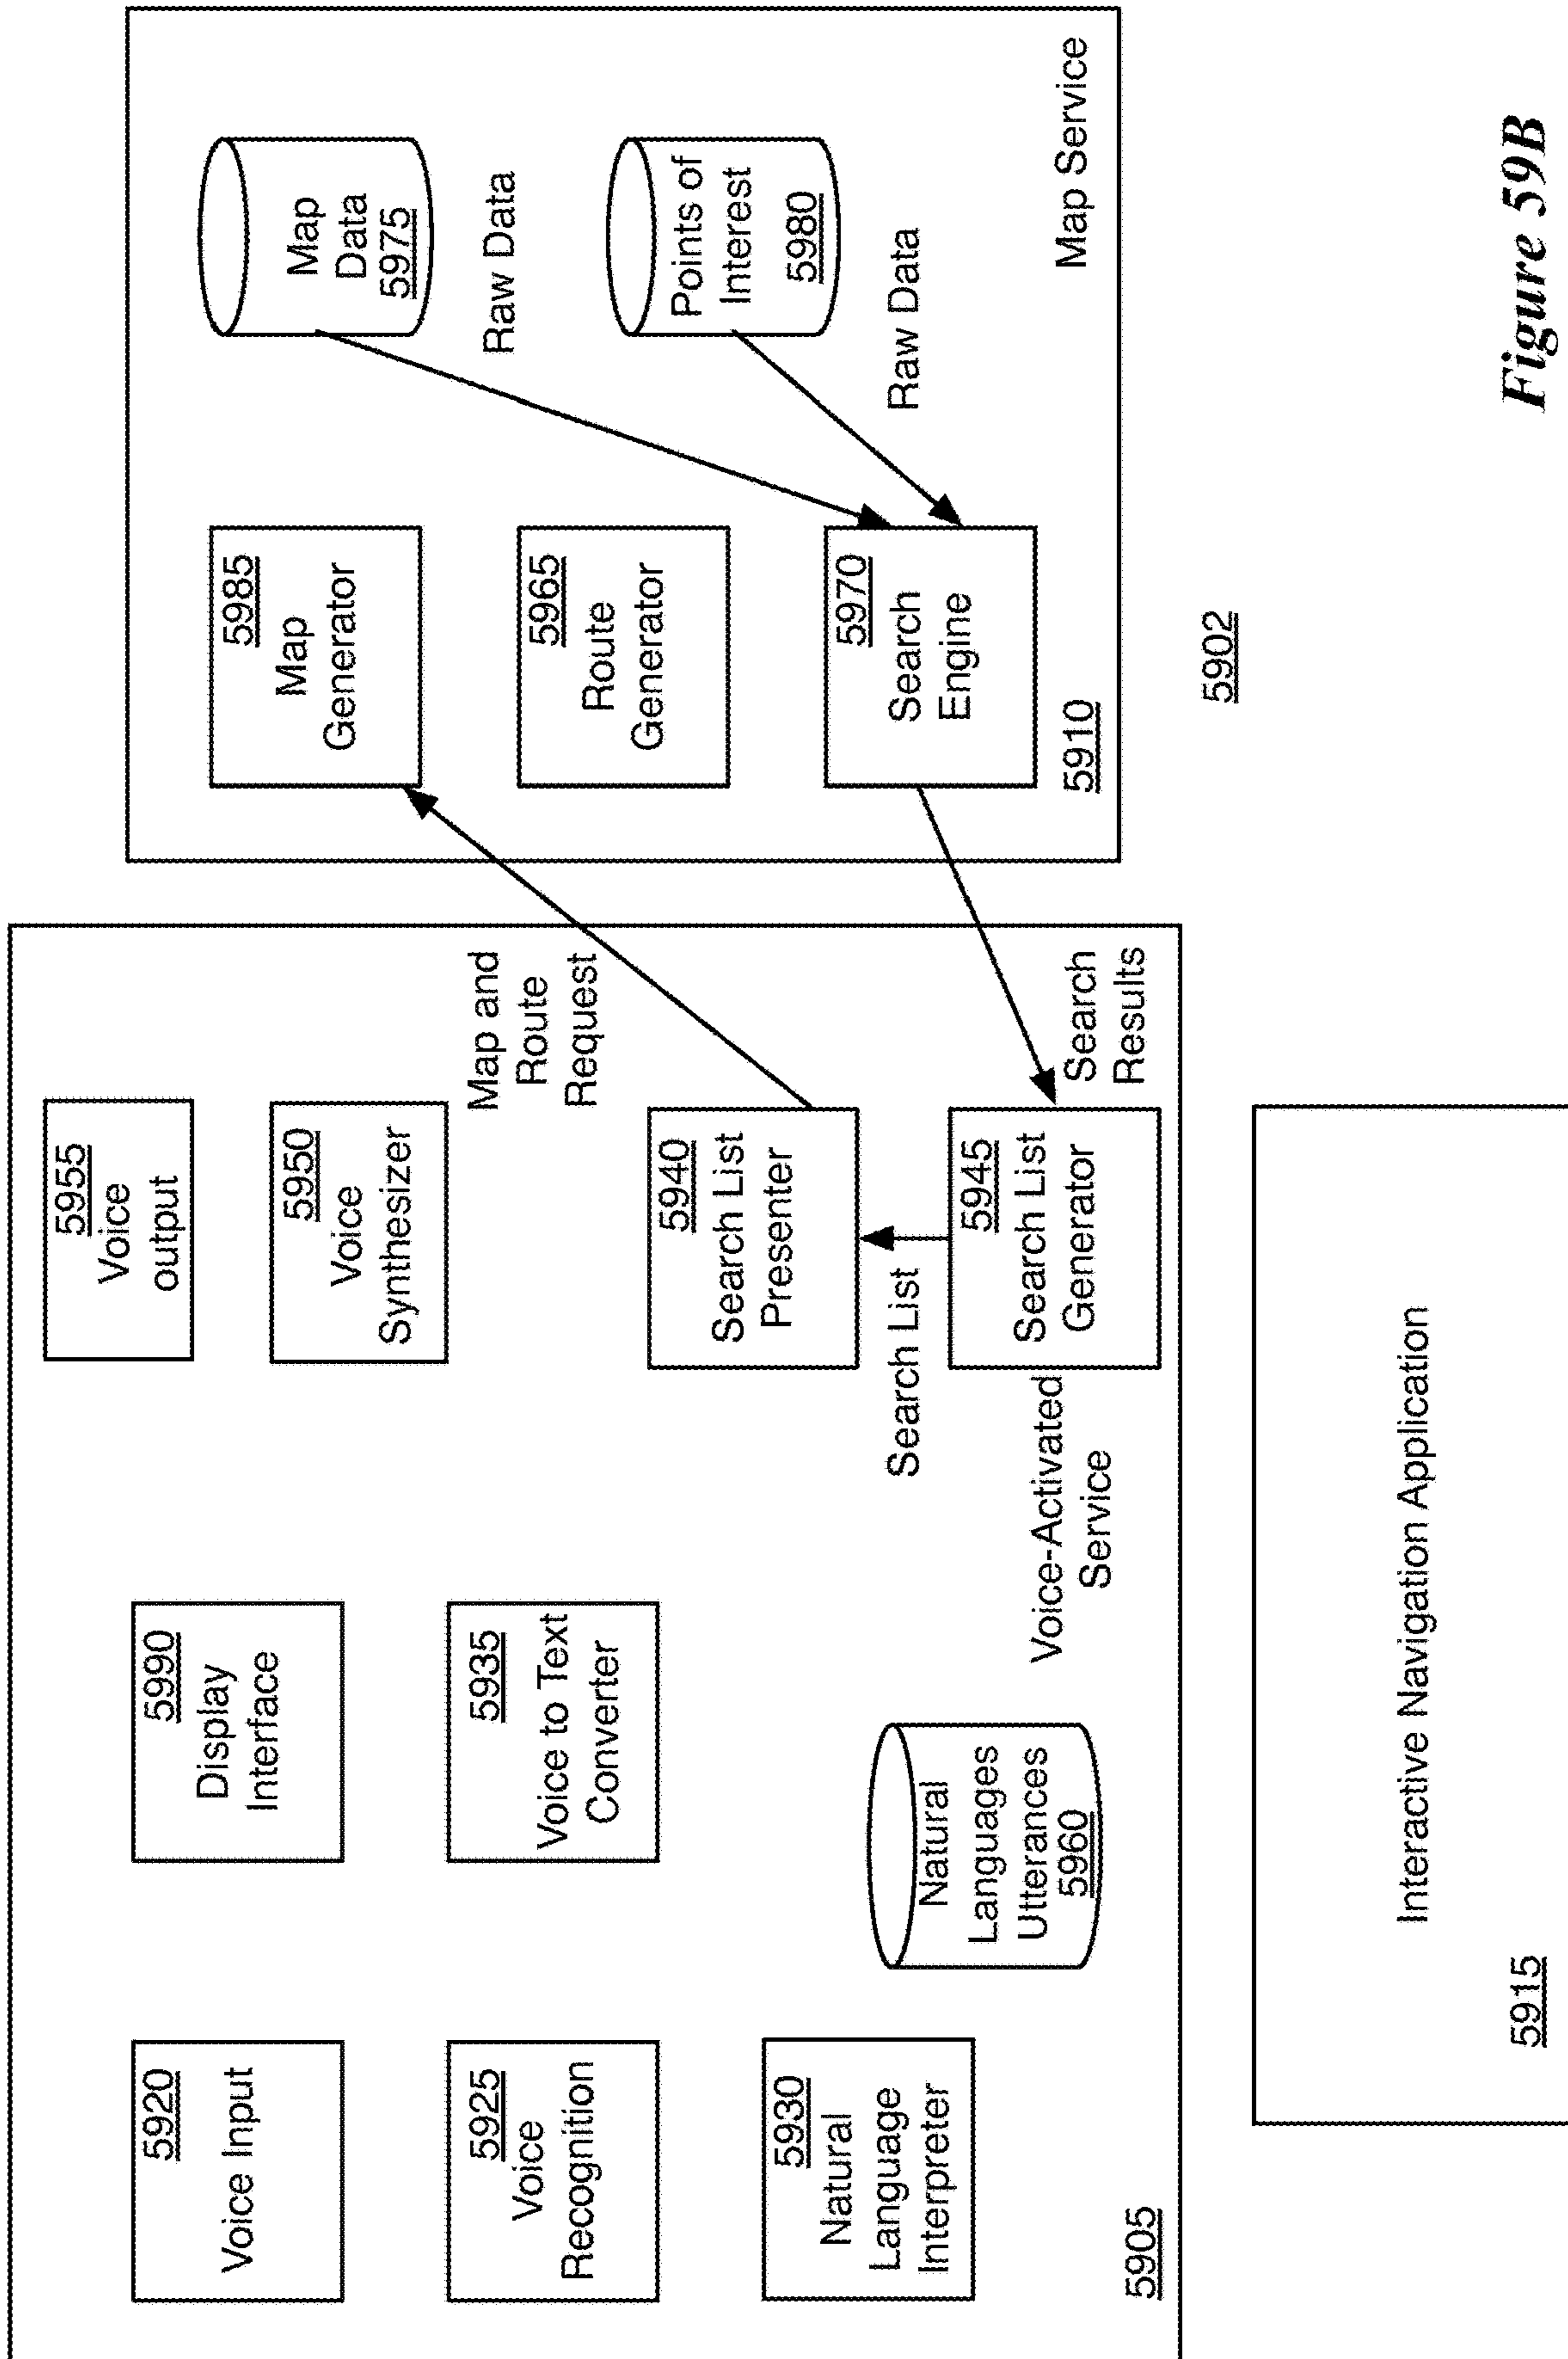 5920
Voice Input
5925
Voice
Recognition
5930
Natural
Language
Interpreter
5990
Display
Interface
5935
Voice to Text
Converter
Natural
Languages
Utterances
5960
5955
Voice
output
5950
Voice
Synthesizer
Map and
Route
Request
5940
Search List
Presenter
Search List
5945
Search List
Generator
Search
Results
Voice-Activated
Service
5905
5985
Map
Generator
5965
Route
Generator
5970
Search
Engine
5910
Map
Data
5975
Raw Data
Points of
Interest
5980
Raw Data
Map Service
5902
Interactive Navigation Application
5915
Figure 59B